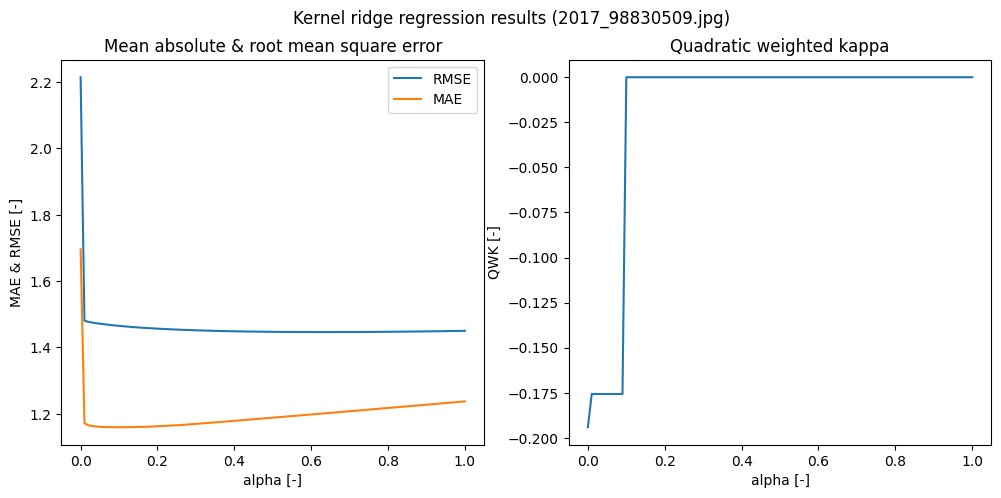 Kernel ridge regression results (2017_98830509.jpg)
Mean absolute & root mean square error
MAE & RMSE [-]
2.2
2.0
1.8
1.6
1.4
1.2
RMSE
MAE
0.0 0.2 0.4 0.6 0.8 1.0
alpha [-]
Quadratic weighted kappa
QWK [-]
0.000
−0.025
−0.050
−0.075
−0.100
−0.125
−0.150
−0.175
−0.200
0.0 0.2 0.4 0.6 0.8 1.0
alpha [-]